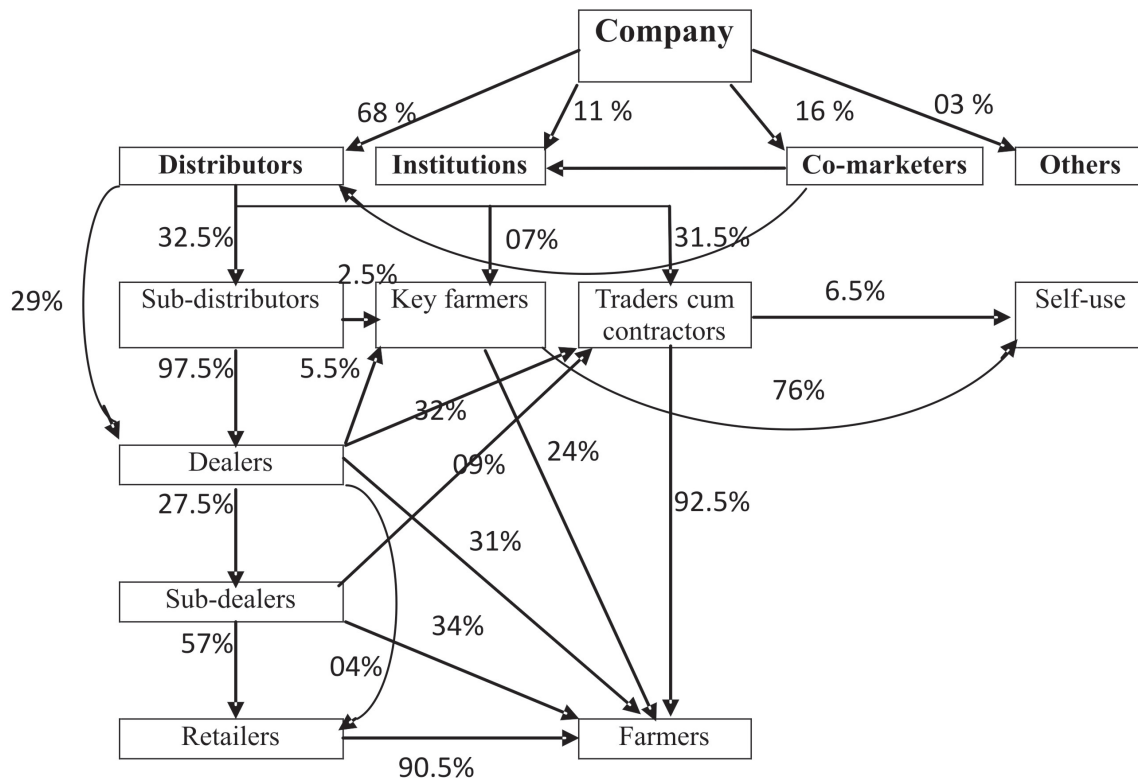 Company
68 %
11 %
16 %
03 %
Distributors
Institutions
Co-marketers
Others
32.5%
07%
31.5%
29%
2.5%
Sub-distributors
Key farmers
Traders cum
contractors
6.5%
Self-use
97.5%
5.5%
32%
76%
Dealers
09%
24%
27.5%
92.5%
31%
Sub-dealers
57%
34%
04%
Retailers
Farmers
90.5%